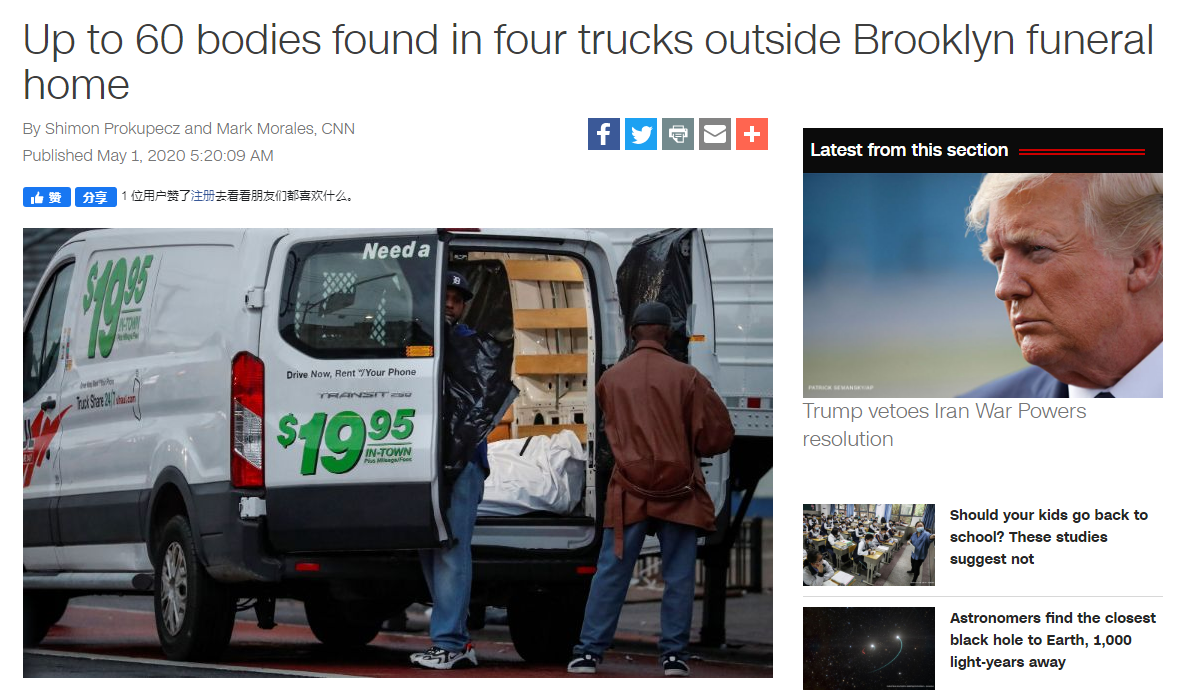 Up to 60 bodies found in four trucks outside Brooklyn funeral
home
By Shimon Prokupecz and Mark Morales, CNN
Published May 1, 2020 5:20:09 AM
赞 分享 1 位用户赞了注册去看看朋友们都喜欢什么。
Need a
$19.95
IN-TOWN
Plus Mileage/Fees
Truck Share 24/7
Drive Now, Rent w/Your Phone
TRANSIT 250
$19.95
IN-TOWN
Plus Mileage/Fees
Latest from this section
PATRICK SEMANSKY/AP
Trump vetoes Iran War Powers
resolution
Should your kids go back to
school? These studies
suggest not
Astronomers find the closest
black hole to Earth, 1,000
light-years away